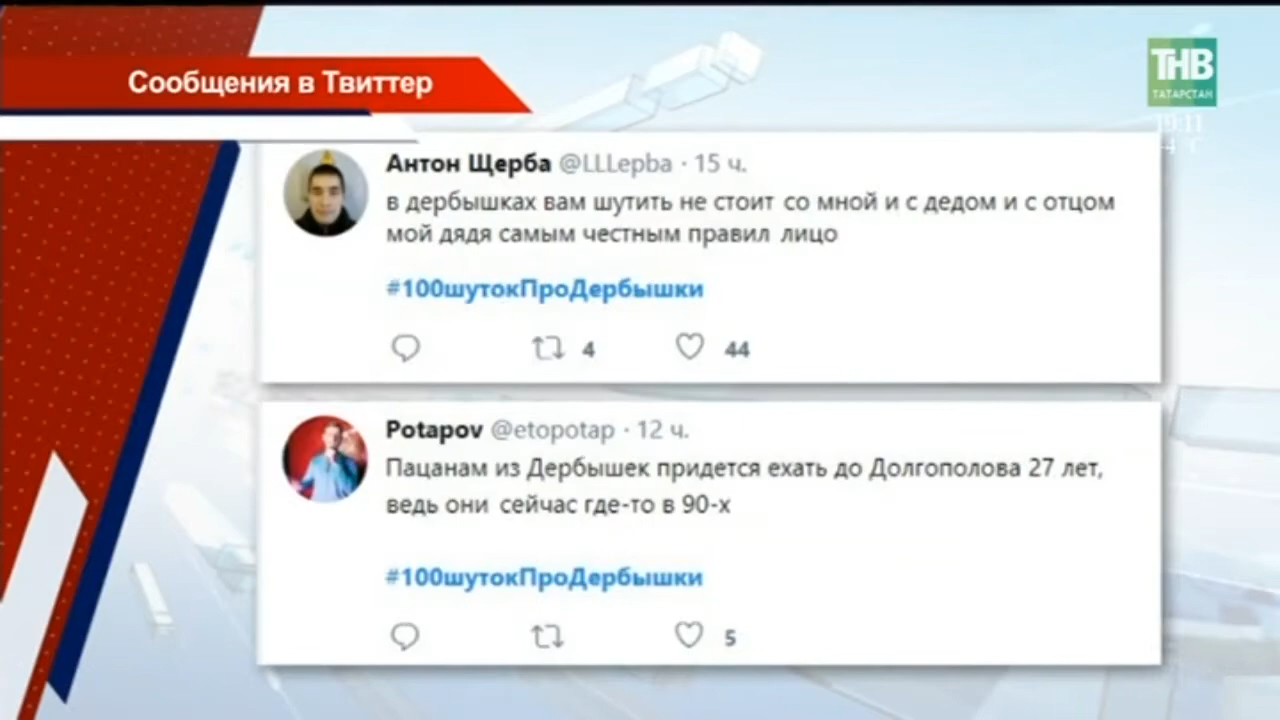 Сообщения в Твиттер
ТНВ
ТАТАРСТАН
19:11
Антон Щерба @LLLepba · 15 ч.
в дербышках вам шутить не стоит со мной и с дедом и с отцом
мой дядя самым честным правил лицо
#100шутокПроДербышки
4 44
Potapov @etopotap · 12 ч.
Пацанам из Дербышек придется ехать до Долгополова 27 лет,
ведь они сейчас где-то в 90-х
#100шутокПроДербышки
5